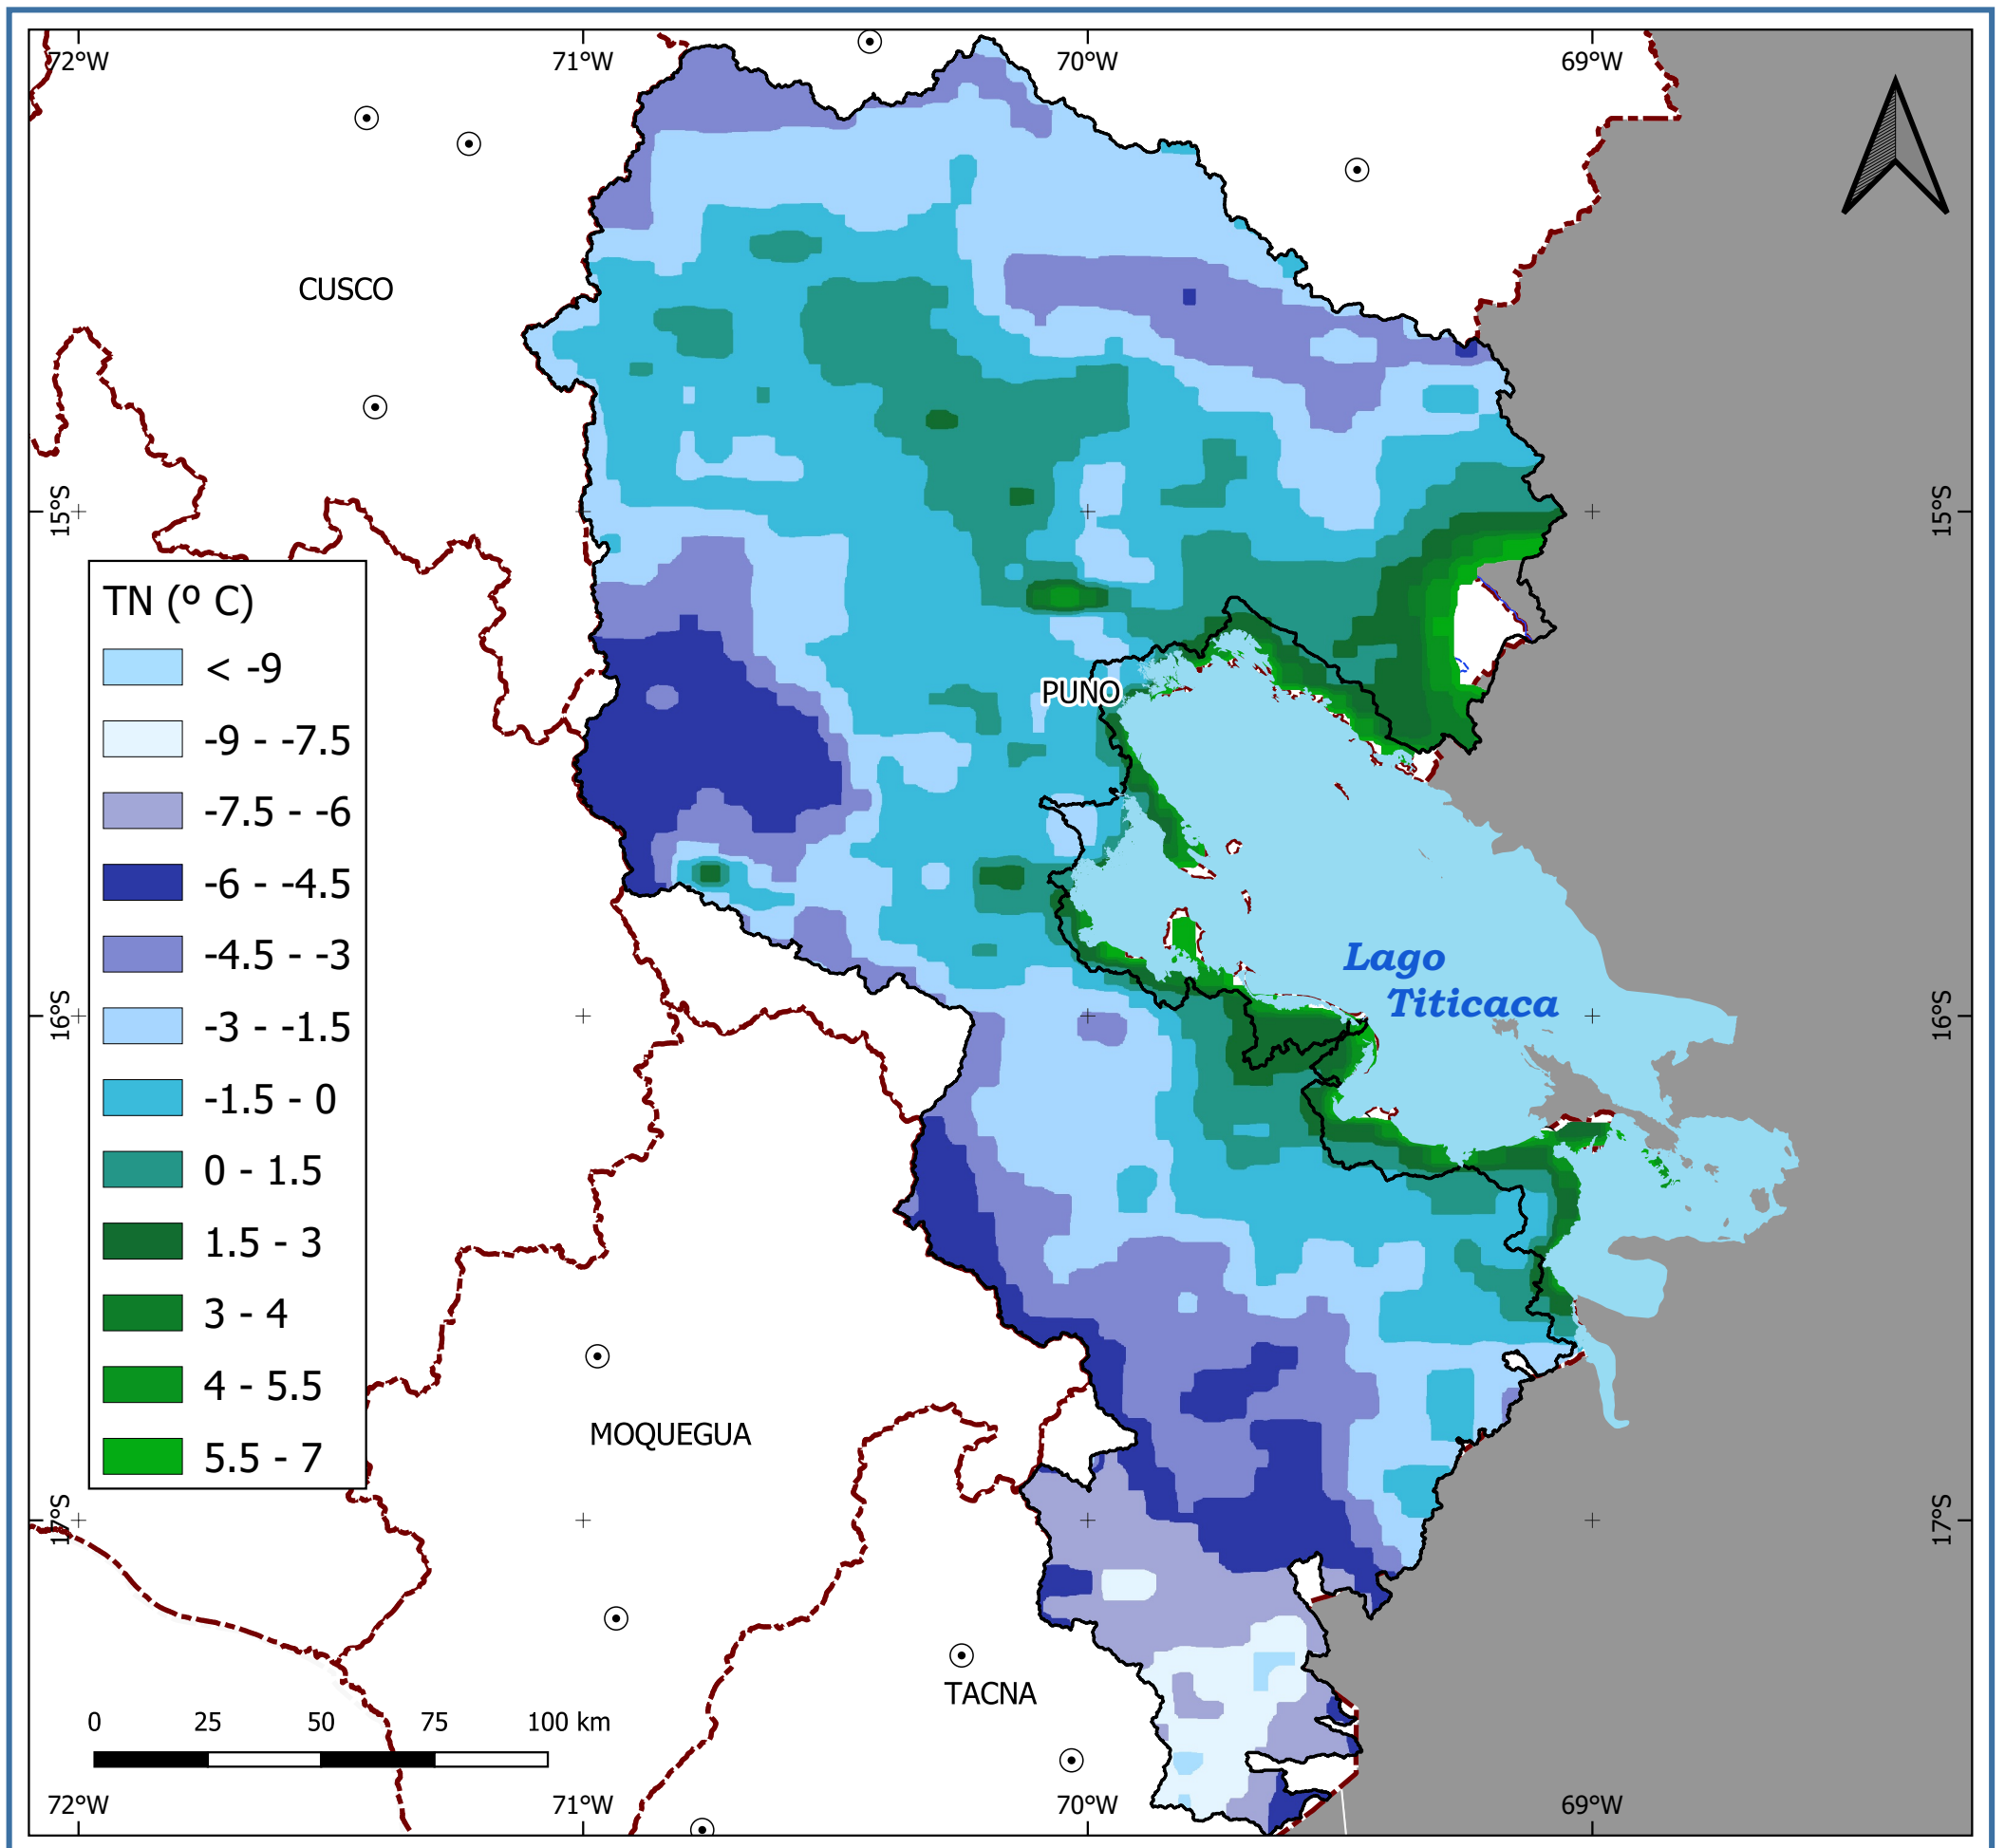 72°W 71°W 70°W 69°W
CUSCO
15°S 15°S
TN (º C)
< -9
-9 - -7.5
-7.5 - -6
-6 - -4.5
-4.5 - -3
-3 - -1.5
-1.5 - 0
0 - 1.5
1.5 - 3
3 - 4
4 - 5.5
5.5 - 7
PUNO
Lago
Titicaca
16°S 16°S
MOQUEGUA
17°S 17°S
TACNA
0 25 50 75 100 km
72°W 71°W 70°W 69°W